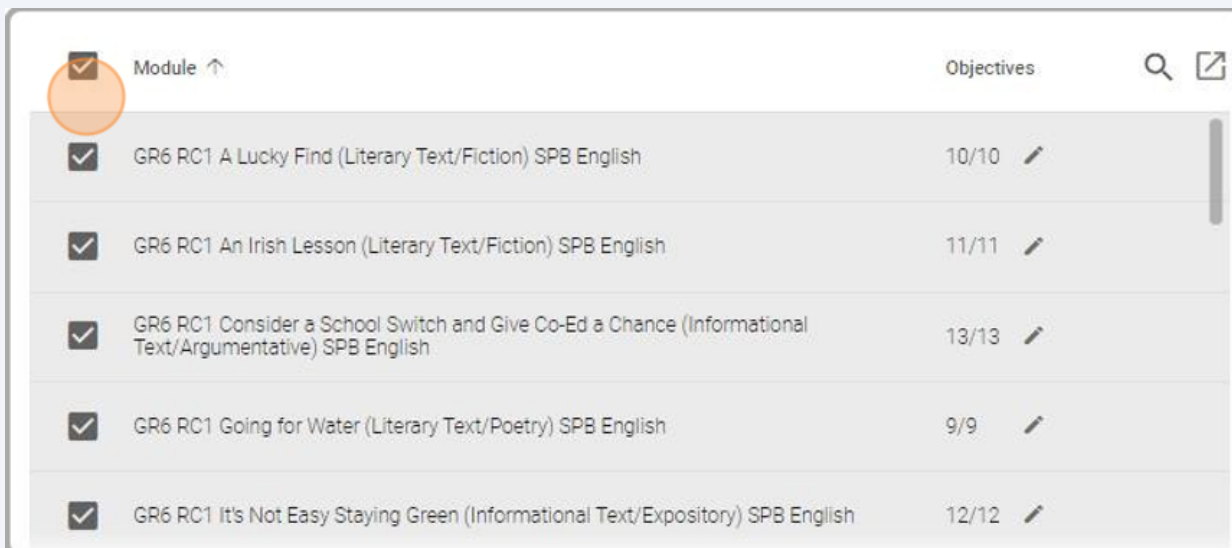 Module ↑ Objectives
GR6 RC1 A Lucky Find (Literary Text/Fiction) SPB English 10/10
GR6 RC1 An Irish Lesson (Literary Text/Fiction) SPB English 11/11
GR6 RC1 Consider a School Switch and Give Co-Ed a Chance (Informational
Text/Argumentative) SPB English 13/13
GR6 RC1 Going for Water (Literary Text/Poetry) SPB English 9/9
GR6 RC1 It's Not Easy Staying Green (Informational Text/Expository) SPB English 12/12